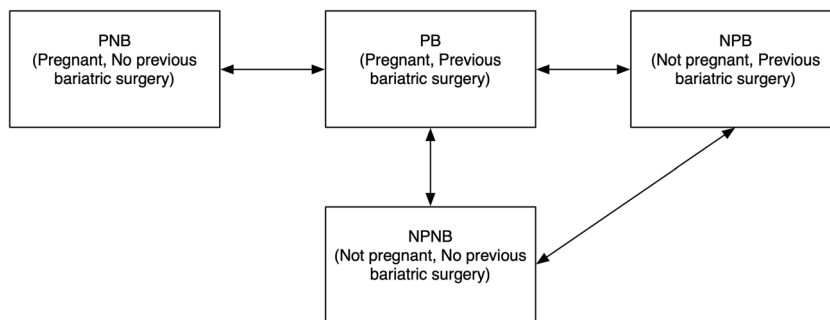 PNB
(Pregnant, No previous
bariatric surgery)
PB
(Pregnant, Previous
bariatric surgery)
NPB
(Not pregnant, Previous
bariatric surgery)
NPNB
(Not pregnant, No previous
bariatric surgery)